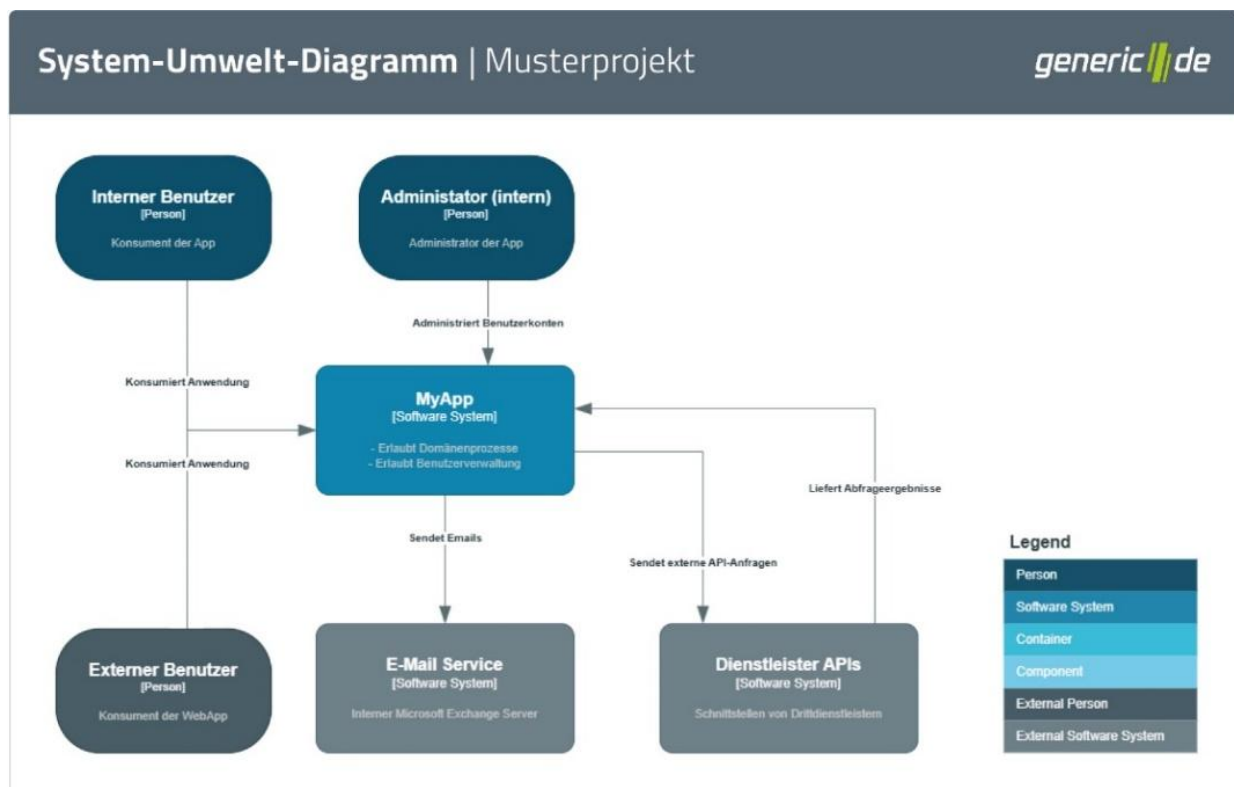 System-Umwelt-Diagramm | Musterprojekt
generic de
Interner Benutzer
[Person]
Konsument der App
Administator (intern)
[Person]
Administrator der App
Administriert Benutzerkonten
Konsumiert Anwendung
MyApp
[Software System]
- Erlaubt Domänenprozesse
- Erlaubt Benutzerverwaltung
Konsumiert Anwendung
Liefert Abfrageergebnisse
Sendet Emails
Sendet externe API-Anfragen
Externer Benutzer
[Person]
Konsument der WebApp
E-Mail Service
[Software System]
Interner Microsoft Exchange Server
Dienstleister APIs
[Software System]
Schnittstellen von Drittdienstleistern
Legend
Person
Software System
Container
Component
External Person
External Software System